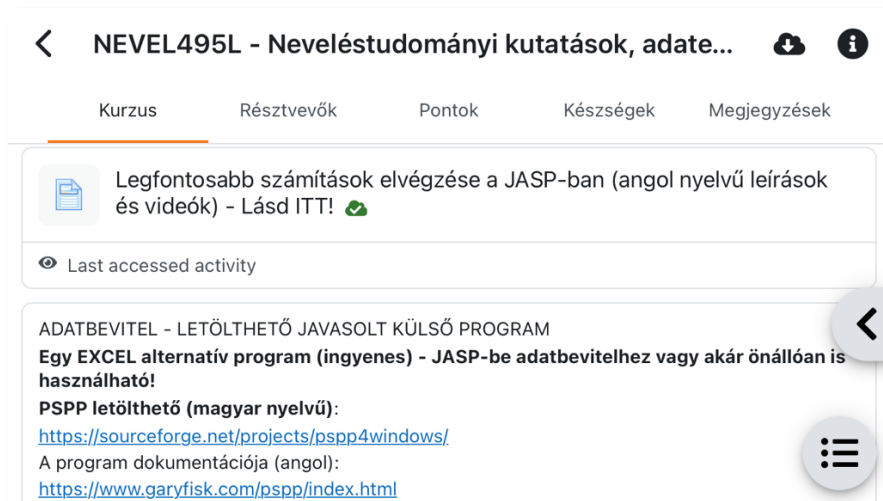 NEVEL495L - Neveléstudományi kutatások, adate...
Kurzus Résztvevők Pontok Készségek Megjegyzések
Legfontosabb számítások elvégzése a JASP-ban (angol nyelvű leírások
és videók) - Lásd ITT!
Last accessed activity
ADATBEVITEL - LETÖLTHETŐ JAVASOLT KÜLSŐ PROGRAM
Egy EXCEL alternatív program (ingyenes) - JASP-be adatbevitelhez vagy akár önállóan is
használható!
PSPP letölthető (magyar nyelvű):
https://sourceforge.net/projects/pspp4windows/
A program dokumentációja (angol):
https://www.garyfisk.com/pspp/index.html